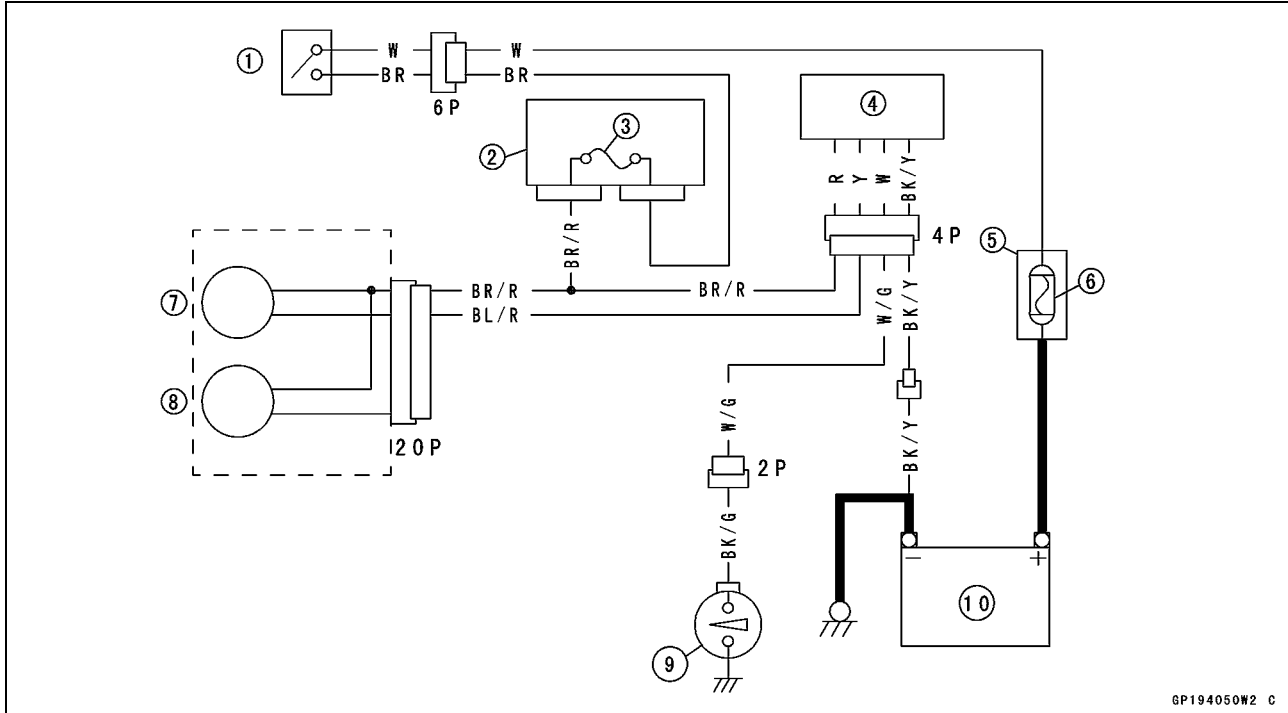 ① W W
BR BR
6P
② ③
④
R Y W BK/Y
4P
⑤ ⑥
BR/R
⑦ BR/R BR/R
BL/R
W/G BK/Y
⑧
20P
W/G
BK/Y
2P
BK/G
− +
⑨
⑩
GP194050W2 C